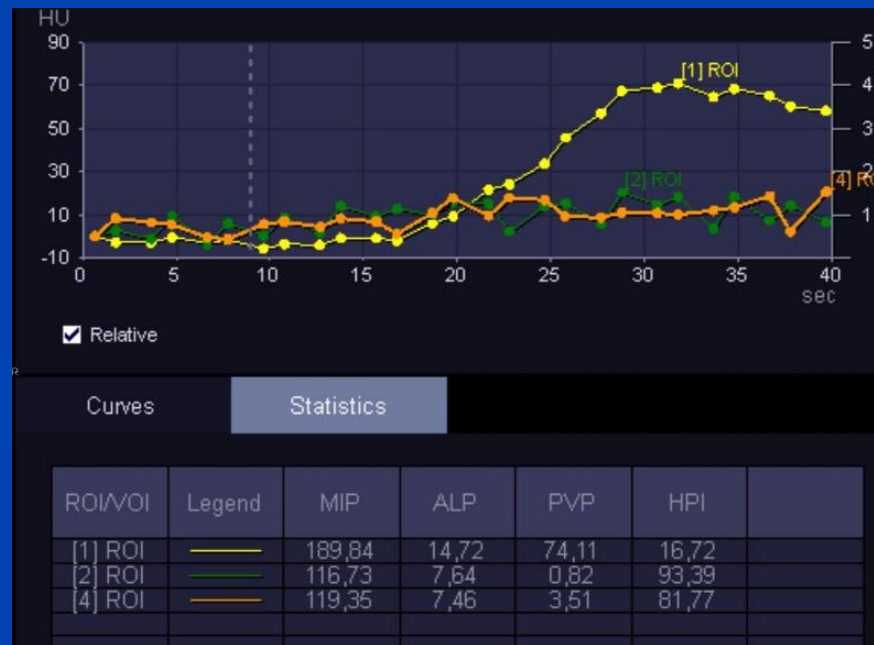 HU
90
70
50
30
10
-10
5
4
3
2
1
[1] ROI
[2] ROI
[4] RO
0 5 10 15 20 25 30 35 40
sec
Relative
R
Curves Statistics
ROI/VOI Legend MIP ALP PVP HPI
[1] ROI 189,84 14,72 74,11 16,72
[2] ROI 116,73 7,64 0,82 93,39
[4] ROI 119,35 7,46 3,51 81,77